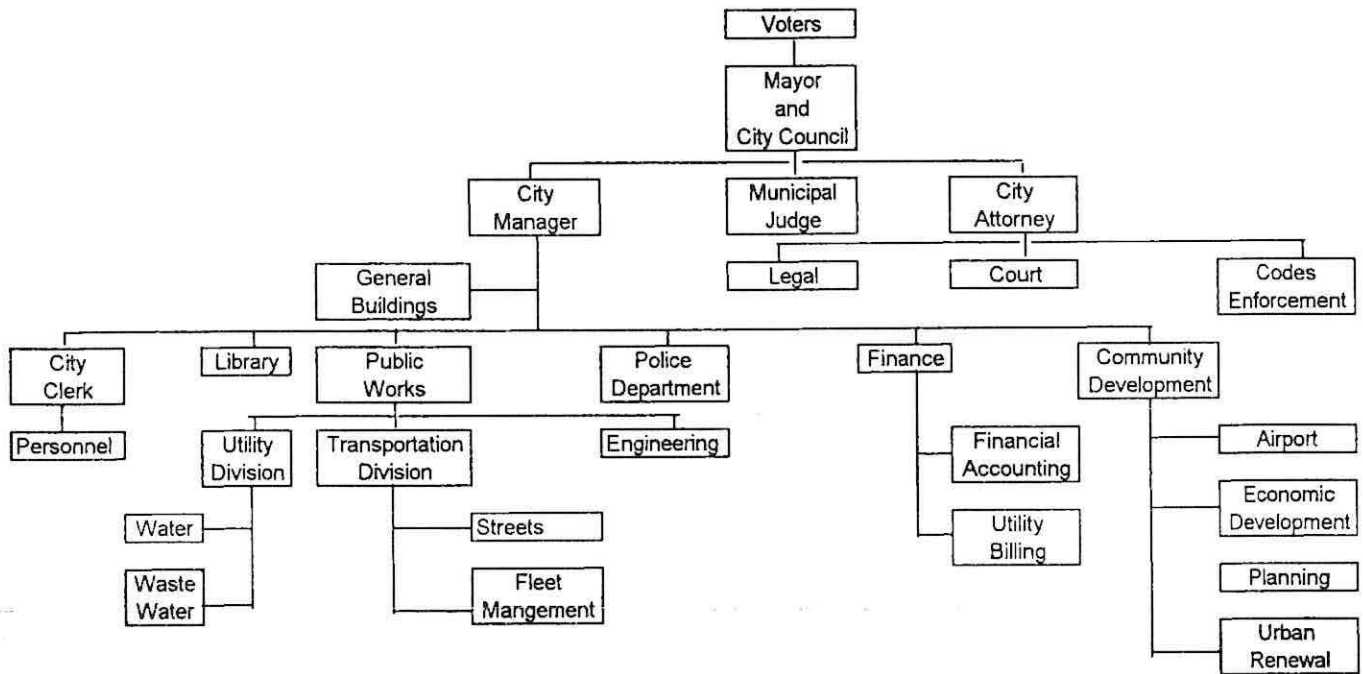 Voters
Mayor
and
City Council
City
Manager
Municipal
Judge
City
Attorney
General
Buildings
Legal
Court
Codes
Enforcement
City
Clerk
Library
Public
Works
Police
Department
Finance
Community
Development
Personnel
Utility
Division
Transportation
Division
Engineering
Financial
Accounting
Airport
Water
Streets
Utility
Billing
Economic
Development
Waste
Water
Fleet
Mangement
Planning
Urban
Renewal